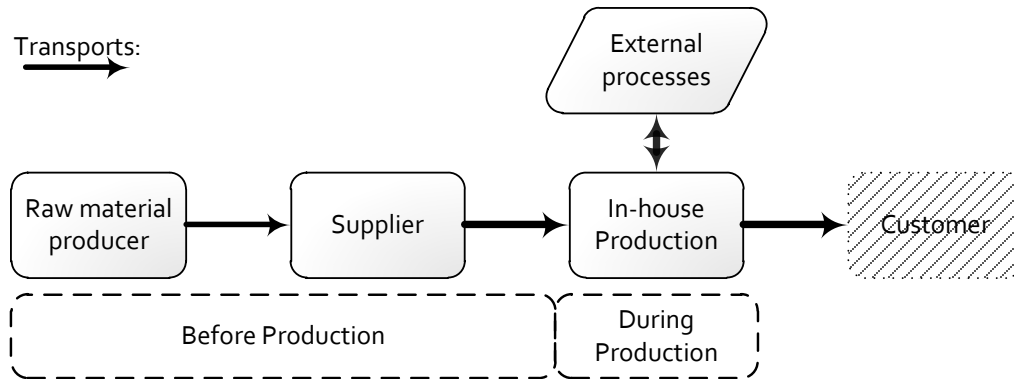 Transports:
External
processes
Raw material
producer
Supplier
In-house
Production
Customer
Before Production
During
Production